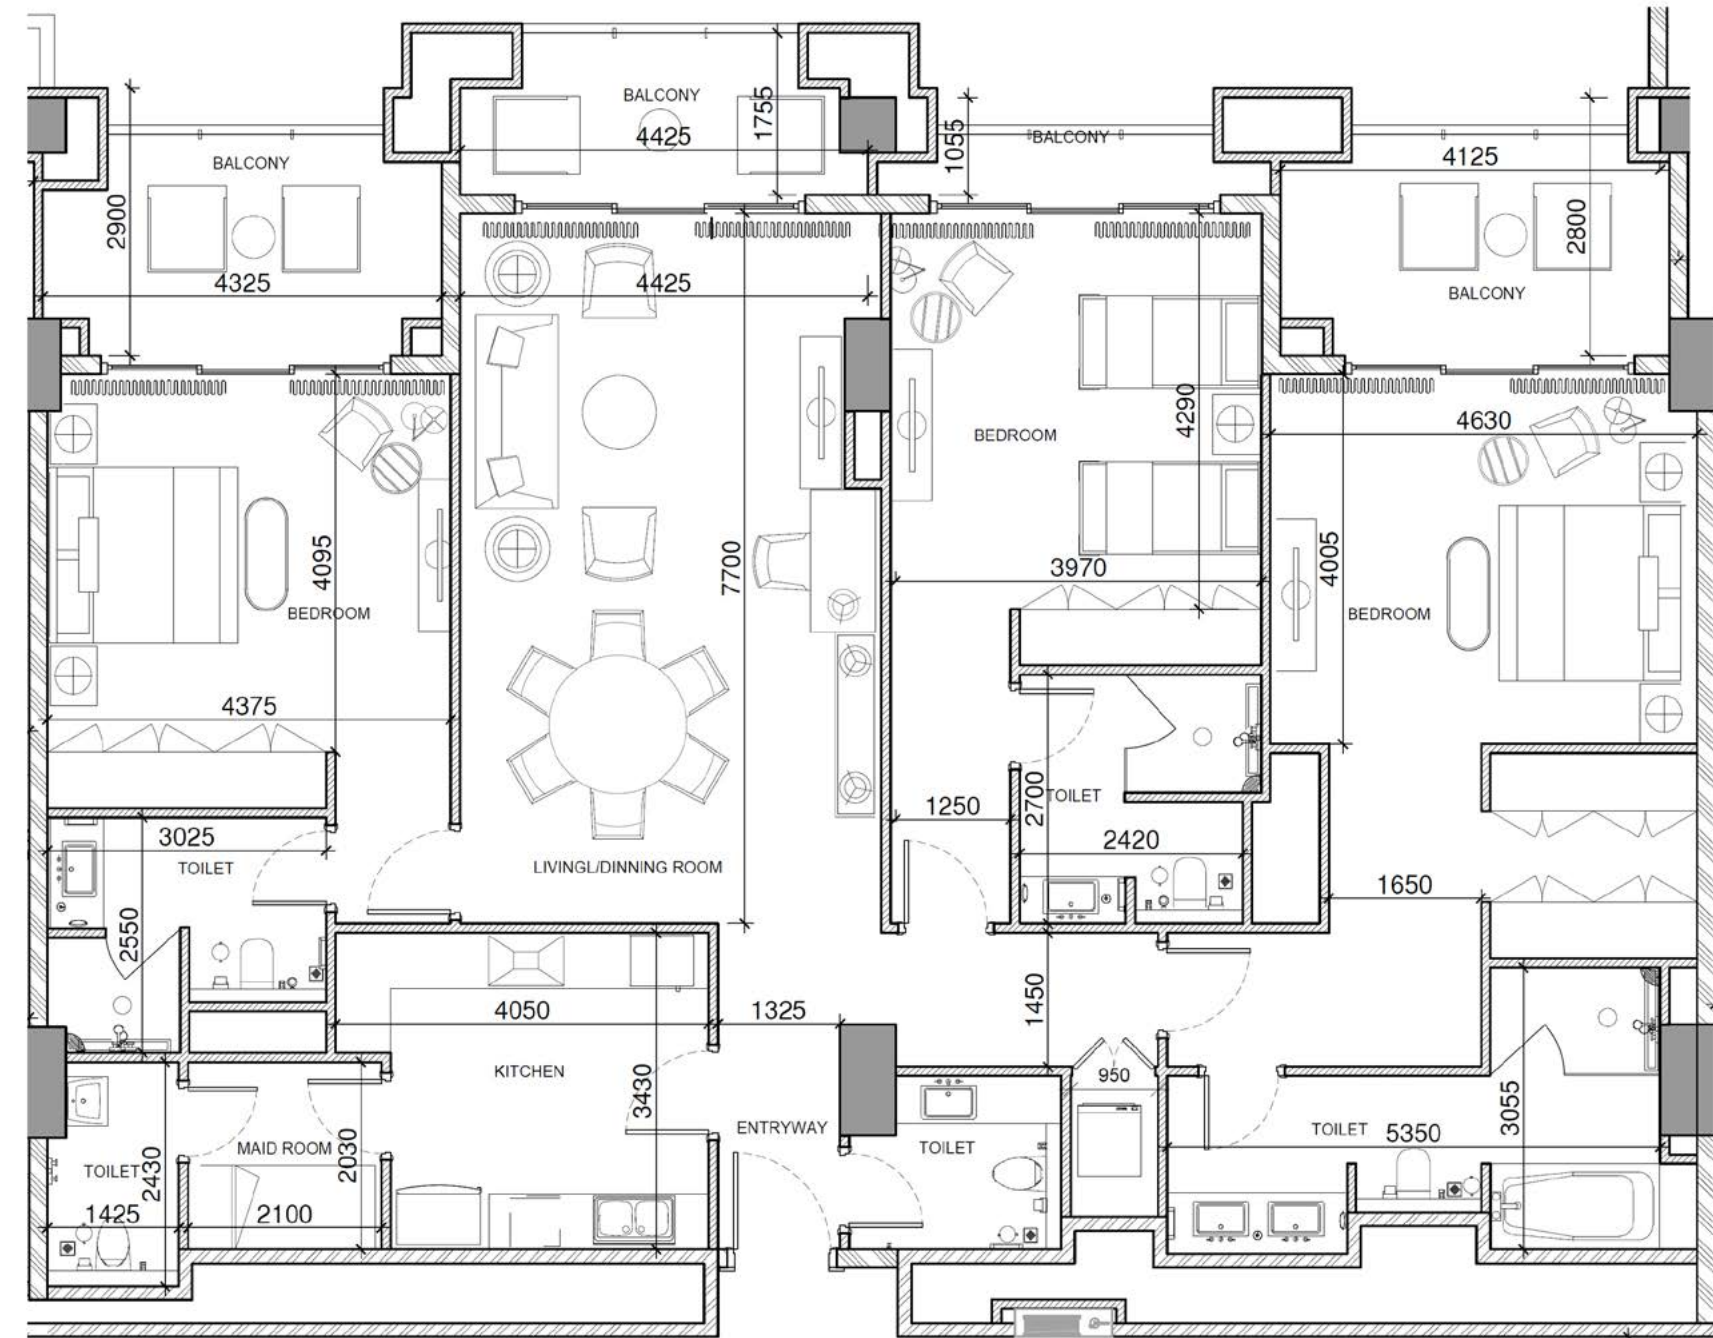 BALCONY
1755
4425
1055
BALCONY
BALCONY
4125
2900
2800
4325
4425
BALCONY
4290
BEDROOM
4630
4095
7700
3970
4005
BEDROOM
BEDROOM
4375
2700
TOILET
1250
3025
2420
TOILET
LIVINGL/DINNING ROOM
1650
2550
1450
4050
1325
KITCHEN
950
3430
3055
ENTRYWAY
TOILET
5350
MAID ROOM
2030
TOILET
TOILET
2430
1425
2100